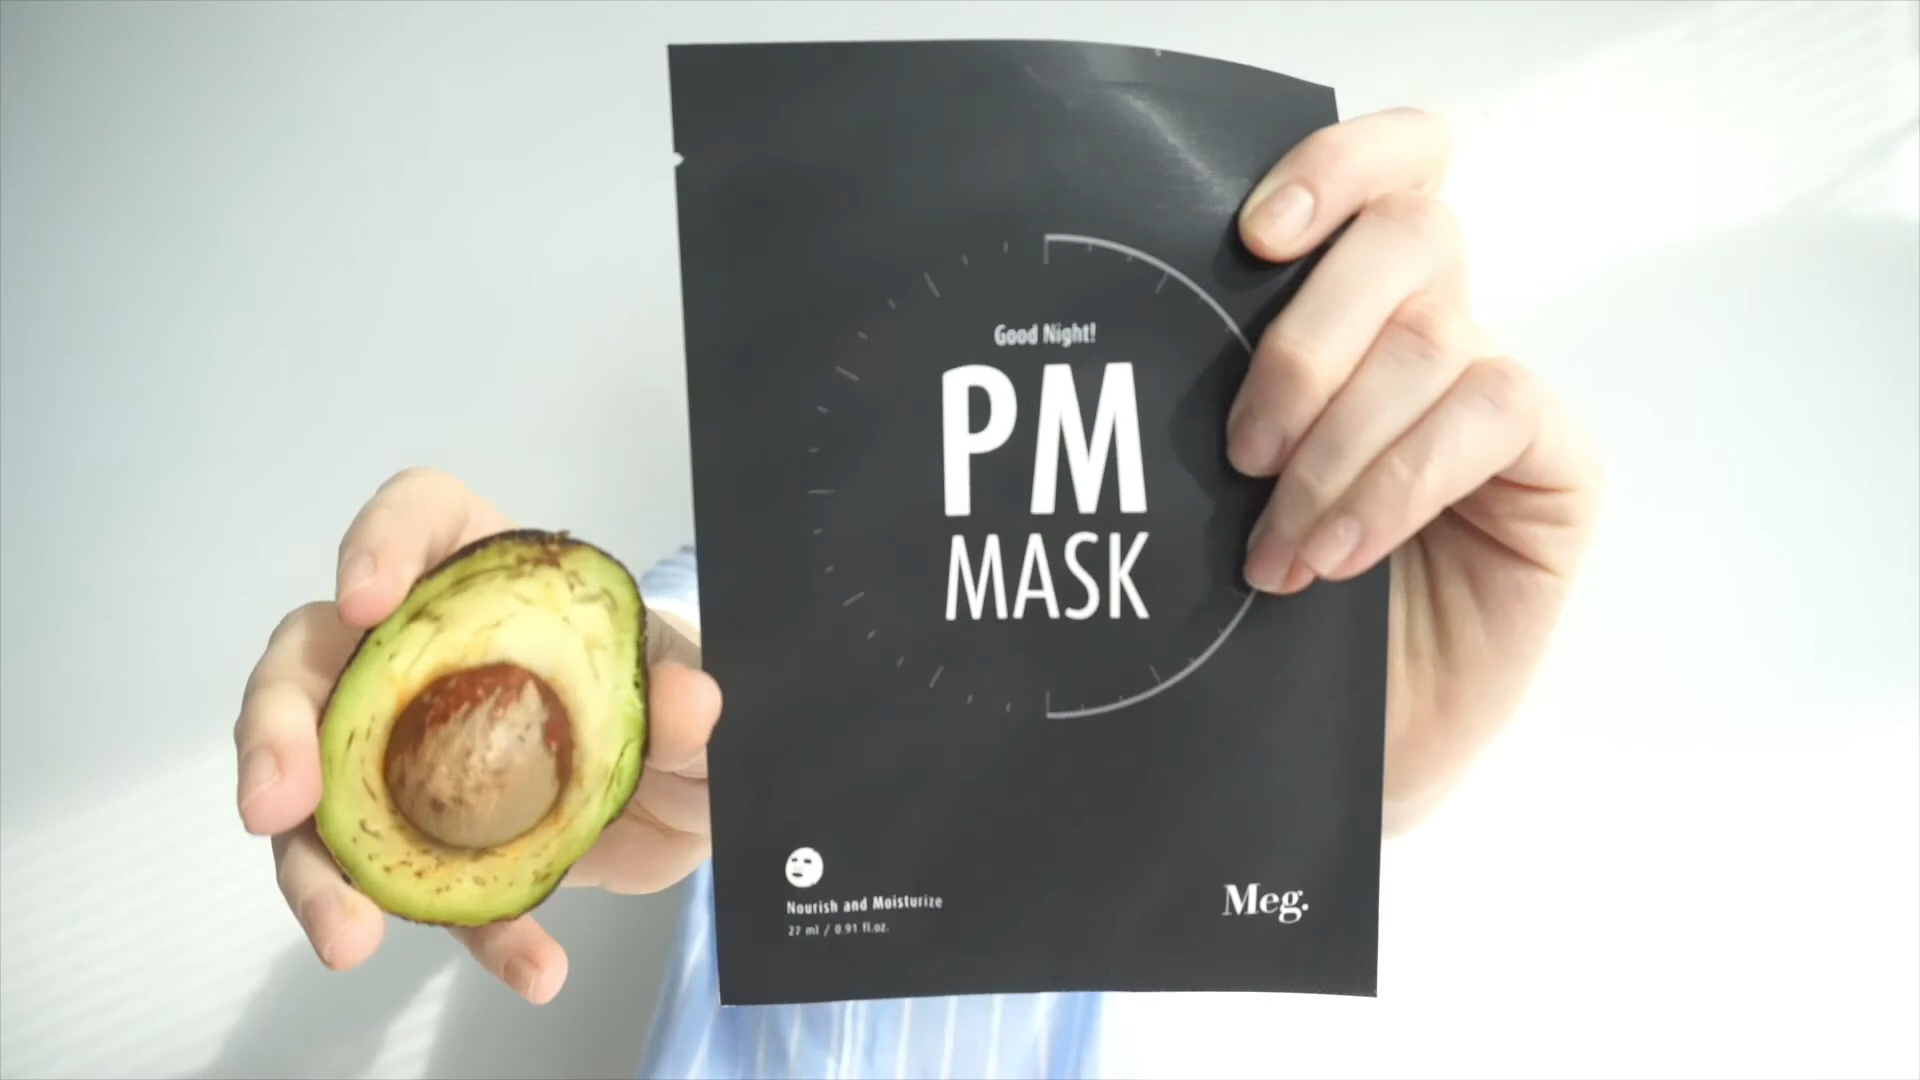 Good Night!
PM
MASK
Nourish and Moisturize
27 ml / 0.91 fl.oz.
Meg.